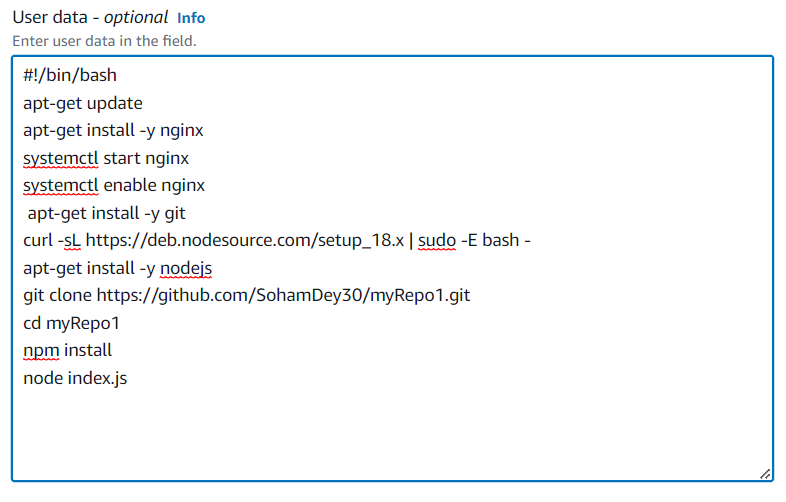 User data - optional Info
Enter user data in the field.
#!/bin/bash
apt-get update
apt-get install -y nginx
systemctl start nginx
systemctl enable nginx
 apt-get install -y git
curl -sL https://deb.nodesource.com/setup_18.x | sudo -E bash -
apt-get install -y nodejs
git clone https://github.com/SohamDey30/myRepo1.git
cd myRepo1
npm install
node index.js